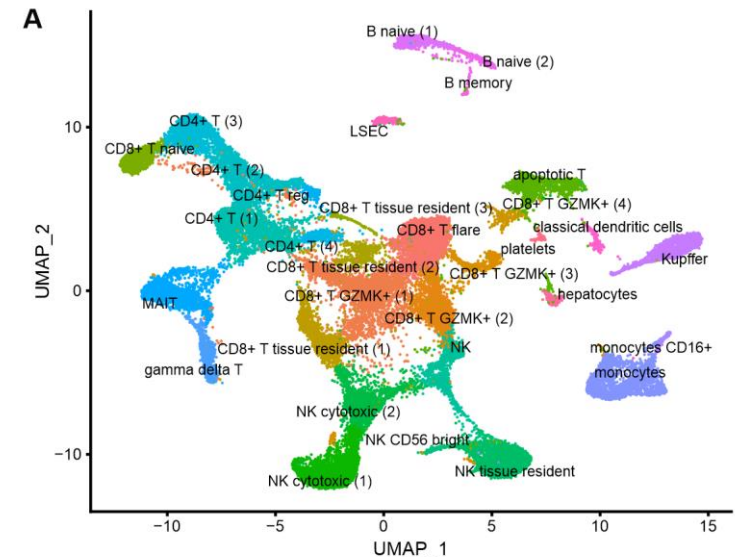 A
B naive (1)
B naive (2)
B memory
LSEC
CD4+ T (3)
CD8+ T naive
CD4+ T (2)
CD4+ T reg
CD4+ T (1)
CD4+ T (4)
apoptotic T
CD8+ T tissue resident (3)
CD8+ T GZMK+ (4)
CD8+ T flare
classical dendritic cells
platelets
Kupffer
CD8+ T tissue resident (2)
CD8+ T GZMK+ (3)
hepatocytes
CD8+ T GZMK+ (1)
CD8+ T GZMK+ (2)
MAIT
gamma delta T
CD8+ T tissue resident (1)
NK
monocytes CD16+
monocytes
NK cytotoxic (2)
NK CD56 bright
NK tissue resident
NK cytotoxic (1)
UMAP_2
10
0
−10
−10
−5
0
5
10
15
UMAP_1